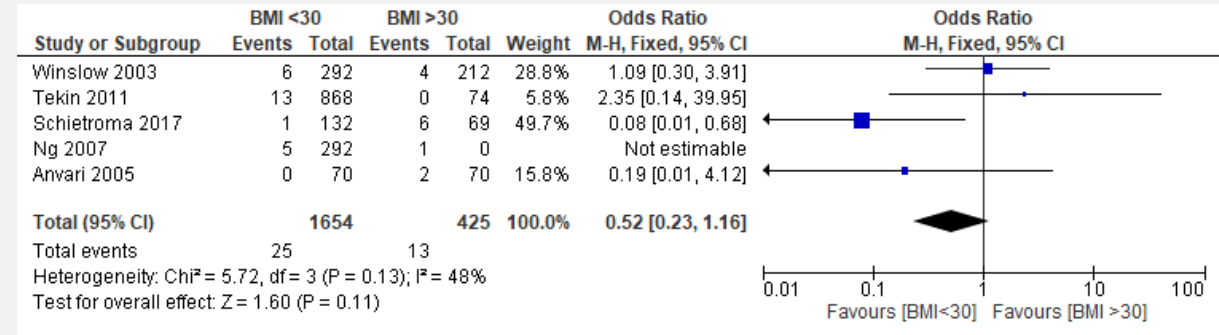 BMI <30 BMI >30 Odds Ratio Odds Ratio
Study or Subgroup Events Total Events Total Weight M-H, Fixed, 95% CI M-H, Fixed, 95% CI
Winslow 2003 6 292 4 212 28.8% 1.09 [0.30, 3.91]
Tekin 2011 13 868 0 74 5.8% 2.35 [0.14, 39.95]
Schietroma 2017 1 132 6 69 49.7% 0.08 [0.01, 0.68]
Ng 2007 5 292 1 0 Not estimable
Anvari 2005 0 70 2 70 15.8% 0.19 [0.01, 4.12]
Total (95% CI) 1654 425 100.0% 0.52 [0.23, 1.16]
Total events 25 13
Heterogeneity: Chi² = 5.72, df = 3 (P = 0.13); I² = 48%
Test for overall effect: Z = 1.60 (P = 0.11)
0.01 0.1 1 10 100
Favours [BMI<30] Favours [BMI >30]